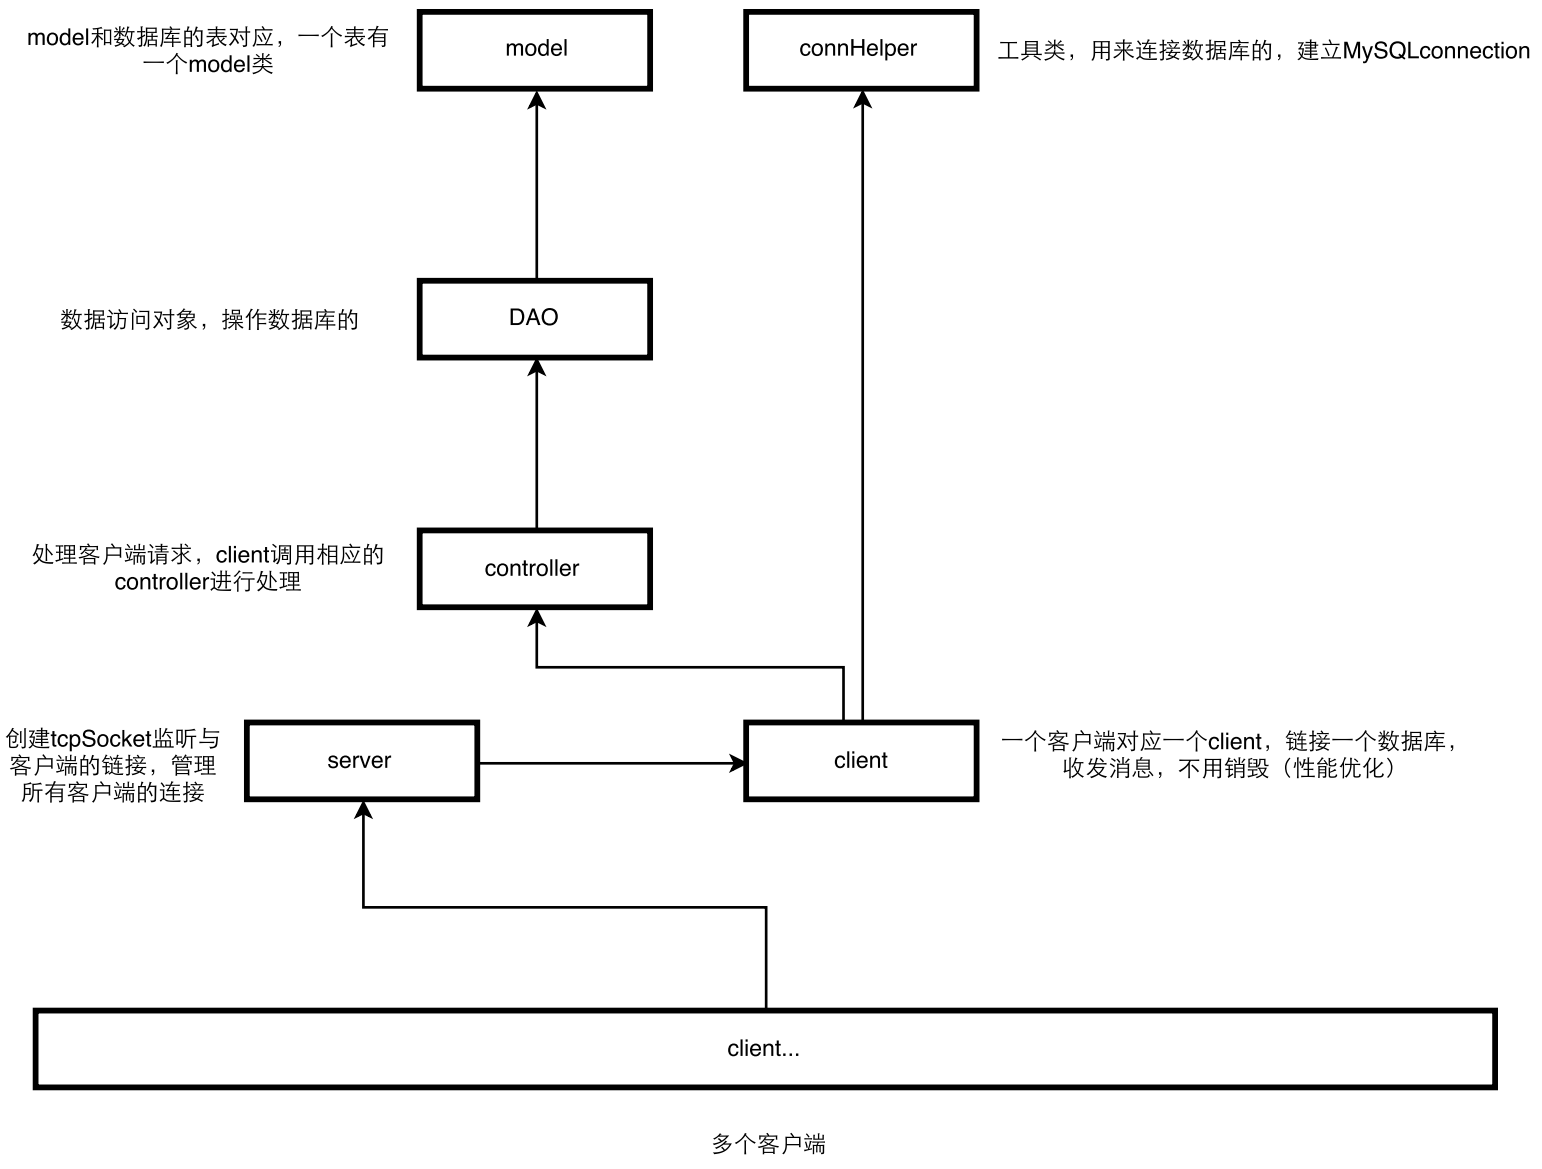 model和数据库的表对应，一个表有
一个model类
model
connHelper
工具类，用来连接数据库的，建立MySQLconnection
数据访问对象，操作数据库的
DAO
处理客户端请求，client调用相应的
controller进行处理
controller
创建tcpSocket监听与
客户端的链接，管理
所有客户端的连接
server
client
一个客户端对应一个client，链接一个数据库，
收发消息，不用销毁（性能优化）
client...
多个客户端